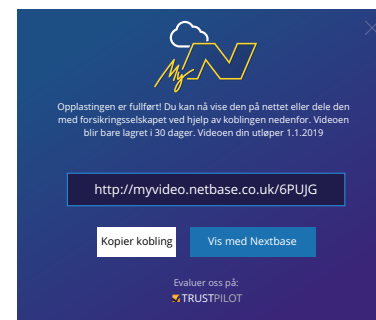 My N
Opplastingen er fullført! Du kan nå vise den på nettet eller dele den
med forsikringsselskapet ved hjelp av koblingen nedenfor. Videoen
blir bare lagret i 30 dager. Videoen din utløper 1.1.2019
http://myvideo.netbase.co.uk/6PUJG
Kopier kobling
Vis med Nextbase
Evaluer oss på:
TRUSTPILOT